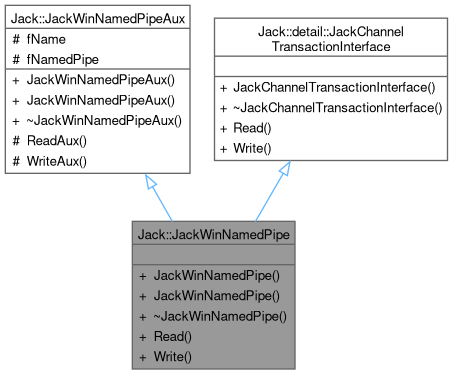 Jack::JackWinNamedPipeAux
# fName
# fNamedPipe
+ JackWinNamedPipeAux()
+ JackWinNamedPipeAux()
+ ~JackWinNamedPipeAux()
# ReadAux()
# WriteAux()
Jack::detail::JackChannel
TransactionInterface
+ JackChannelTransactionInterface()
+ ~JackChannelTransactionInterface()
+ Read()
+ Write()
Jack::JackWinNamedPipe
+ JackWinNamedPipe()
+ JackWinNamedPipe()
+ ~JackWinNamedPipe()
+ Read()
+ Write()